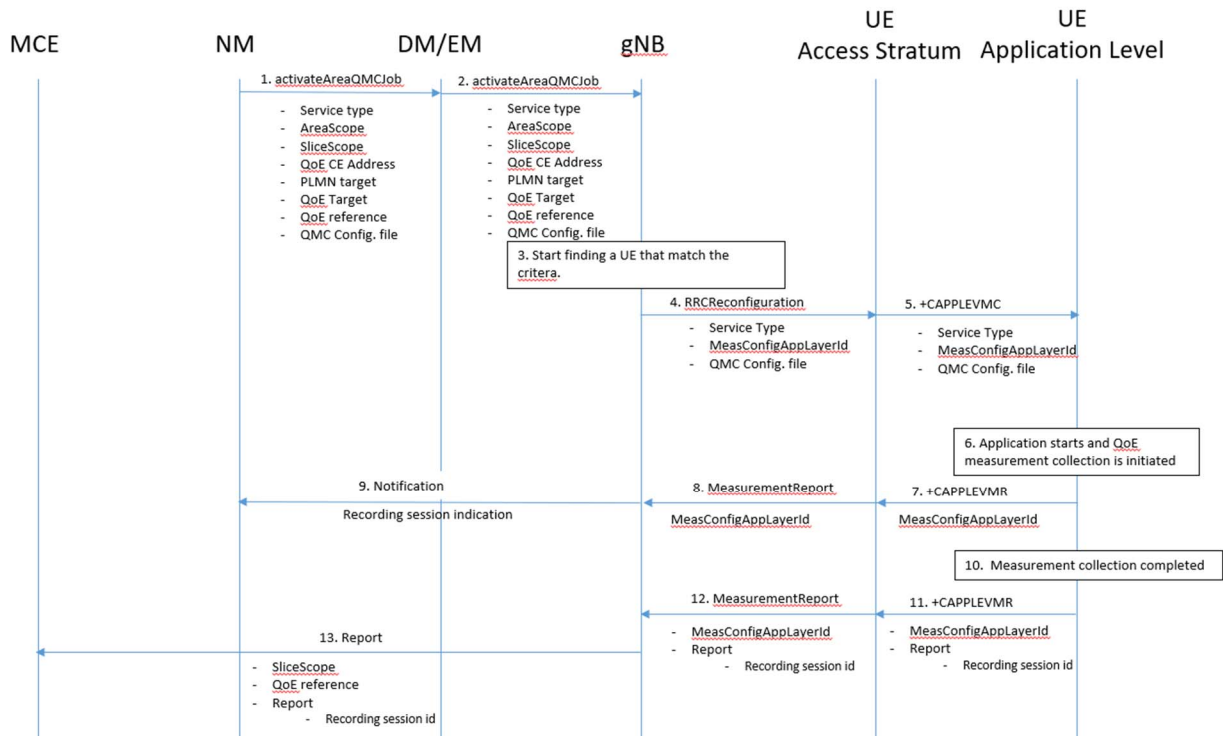 MCE
NM
DM/EM
gNB
UE
Access Stratum
UE
Application Level
1. activateAreaQMCJob
- Service type
- AreaScope
- SliceScope
- QoE CE Address
- PLMN target
- QoE Target
- QoE reference
- QMC Config. file
2. activateAreaQMCJob
- Service type
- AreaScope
- SliceScope
- QoE CE Address
- PLMN target
- QoE Target
- QoE reference
- QMC Config. file
3. Start finding a UE that match the
critera.
4. RRCReconfiguration
- Service Type
- MeasConfigAppLayerId
- QMC Config. file
5. +CAPPLEVMC
- Service Type
- MeasConfigAppLayerId
- QMC Config. file
6. Application starts and QoE
measurement collection is initiated
7. +CAPPLEVMR
MeasConfigAppLayerId
8. MeasurementReport
MeasConfigAppLayerId
9. Notification
Recording session indication
10. Measurement collection completed
11. +CAPPLEVMR
- MeasConfigAppLayerId
- Report
- Recording session id
12. MeasurementReport
- MeasConfigAppLayerId
- Report
- Recording session id
13. Report
- SliceScope
- QoE reference
- Report
- Recording session id